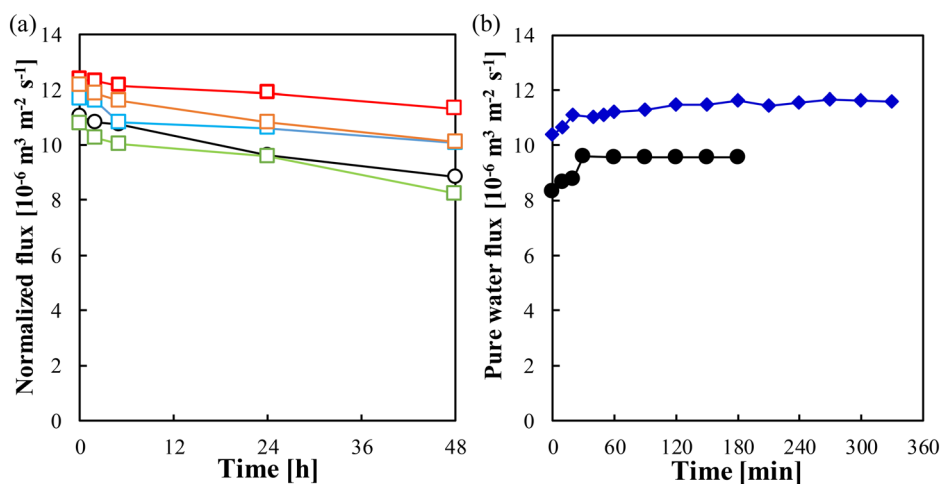 (a)
Normalized flux [10⁻⁶ m³ m⁻² s⁻¹]
14
12
10
8
6
4
2
0
0 12 24 36 48
Time [h]
(b)
Pure water flux [10⁻⁶ m³ m⁻² s⁻¹]
14
12
10
8
6
4
2
0
0 60 120 180 240 300 360
Time [min]